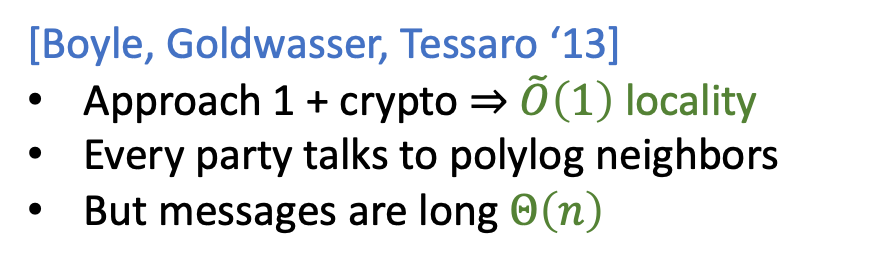 [Boyle, Goldwasser, Tessaro ‘13]
• Approach 1 + crypto ⇒ Õ(1) locality
• Every party talks to polylog neighbors
• But messages are long Θ(n)